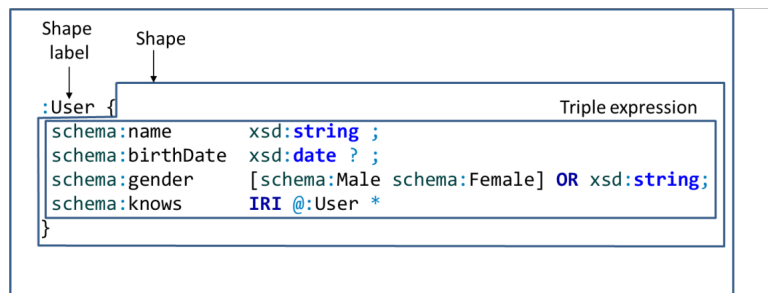 Shape
label
Shape
:User {
Triple expression
schema:name xsd:string ;
schema:birthDate xsd:date ? ;
schema:gender [schema:Male schema:Female] OR xsd:string;
schema:knows IRI @:User *
}